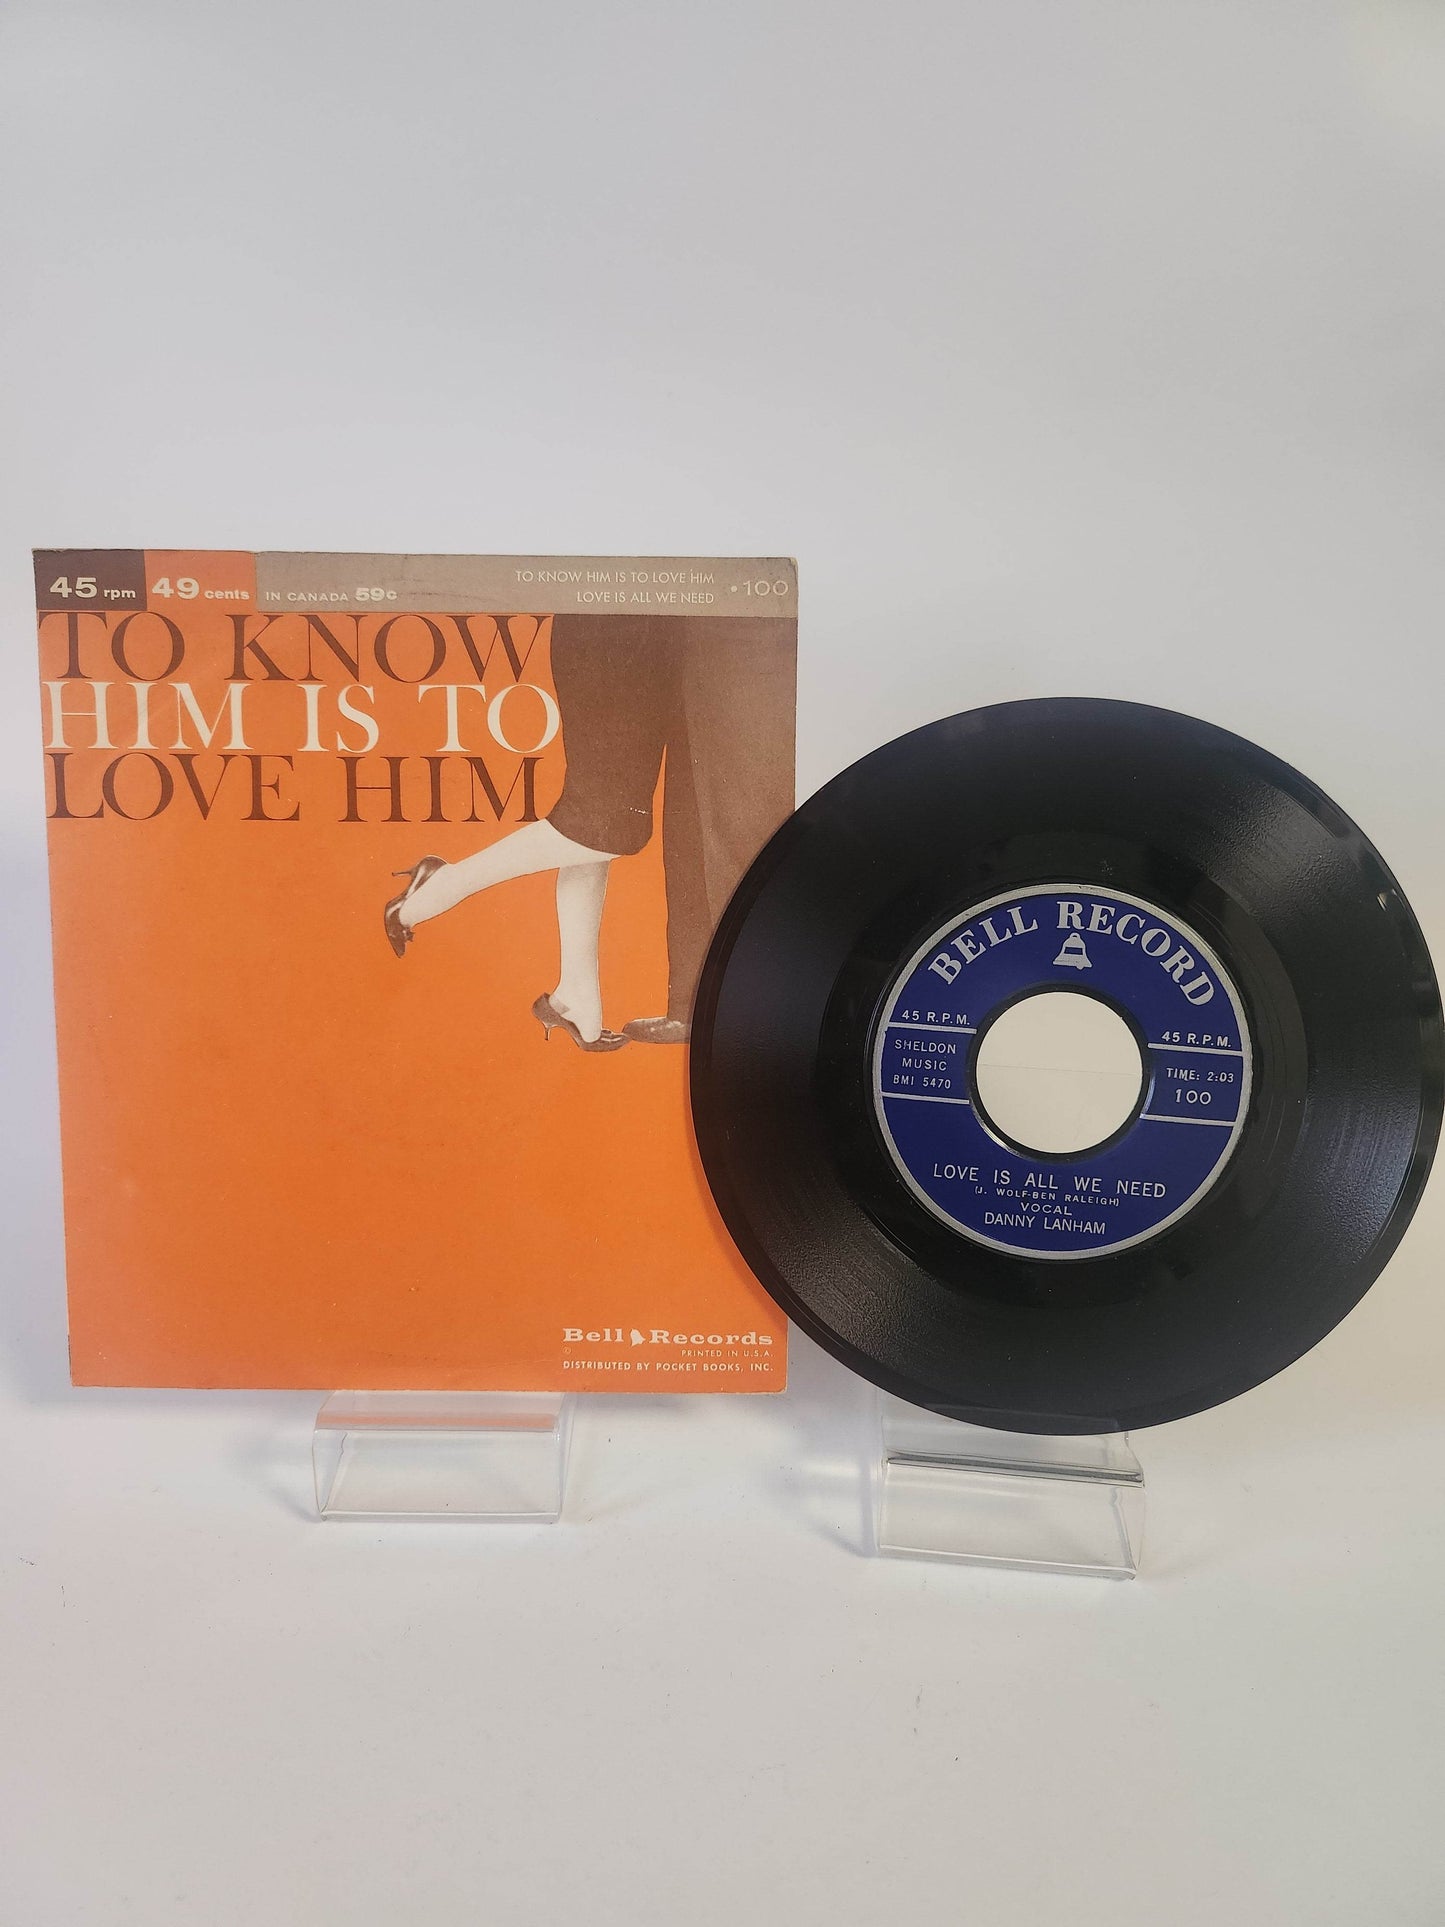 45 rpm 49 cents IN CANADA 59c
TO KNOW HIM IS TO LOVE HIM
LOVE IS ALL WE NEED
•100
TO KNOW
HIM IS TO
LOVE HIM
Bell Records
©
PRINTED IN U.S.A.
DISTRIBUTED BY POCKET BOOKS, INC.
BELL RECORD
45 R.P.M.
SHELDON
MUSIC
BMI 5470
45 R.P.M.
TIME: 2:03
100
LOVE IS ALL WE NEED
(J. WOLF-BEN RALEIGH)
VOCAL
DANNY LANHAM